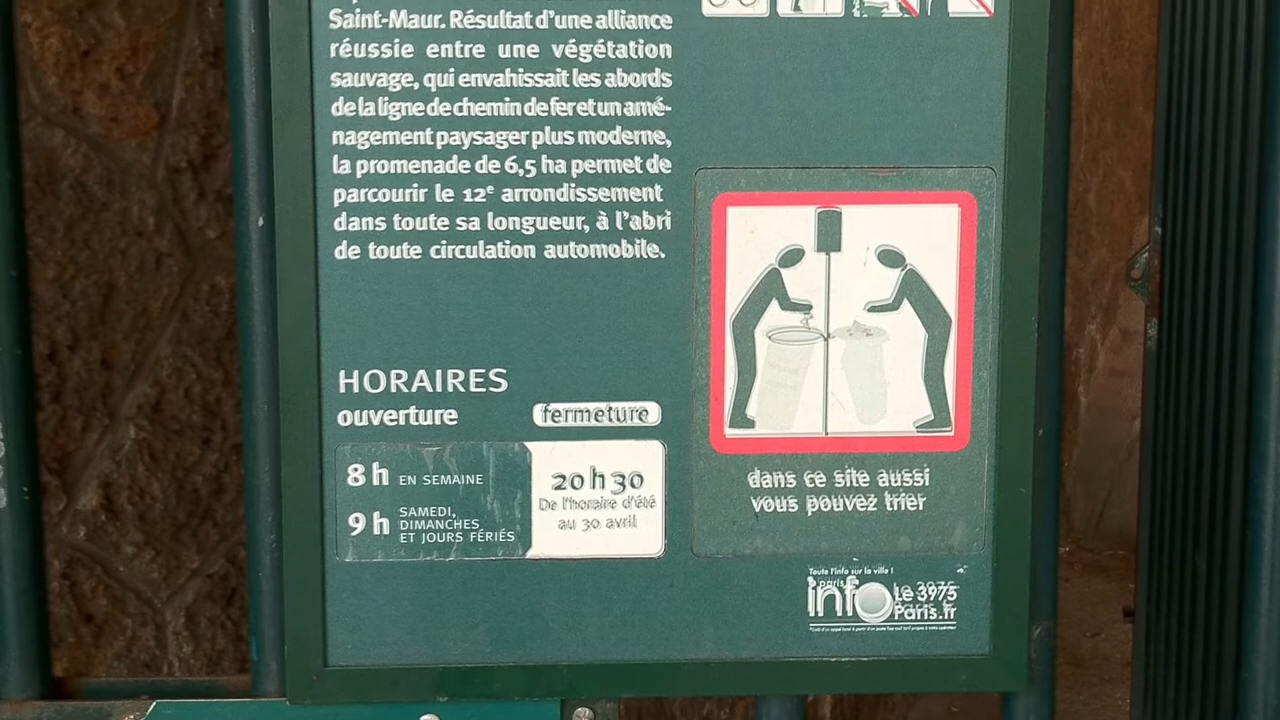 Saint-Maur. Résultat d'une alliance
réussie entre une végétation
sauvage, qui envahissait les abords
de la ligne de chemin de fer et un amé-
nagement paysager plus moderne,
la promenade de 6,5 ha permet de
parcourir le 12e arrondissement
dans toute sa longueur, à l'abri
de toute circulation automobile.
HORAIRES
ouverture fermeture
8 h EN SEMAINE
9 h SAMEDI,
DIMANCHES
ET JOURS FÉRIÉS
20 h 30
De l'horaire d'été
au 30 avril
dans ce site aussi
vous pouvez trier
Toute l'info sur la ville !
info Le 3975
Paris.fr